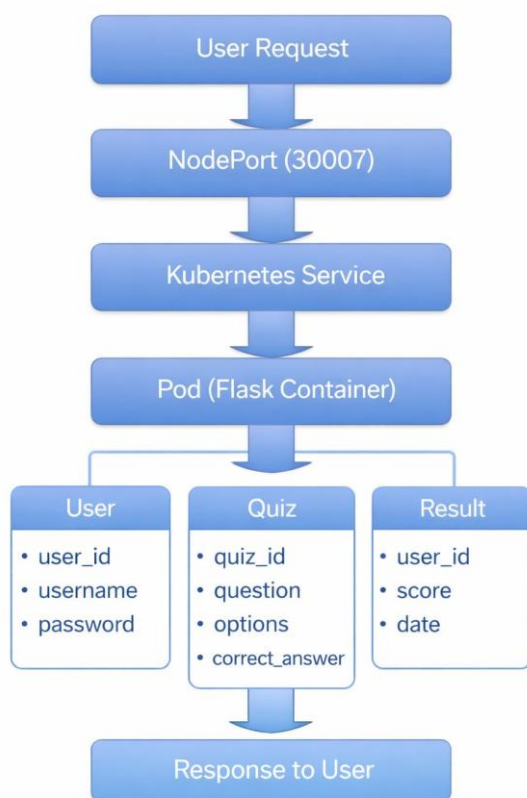 User Request
NodePort (30007)
Kubernetes Service
Pod (Flask Container)
User
• user_id
• username
• password
Quiz
• quiz_id
• question
• options
• correct_answer
Result
• user_id
• score
• date
Response to User